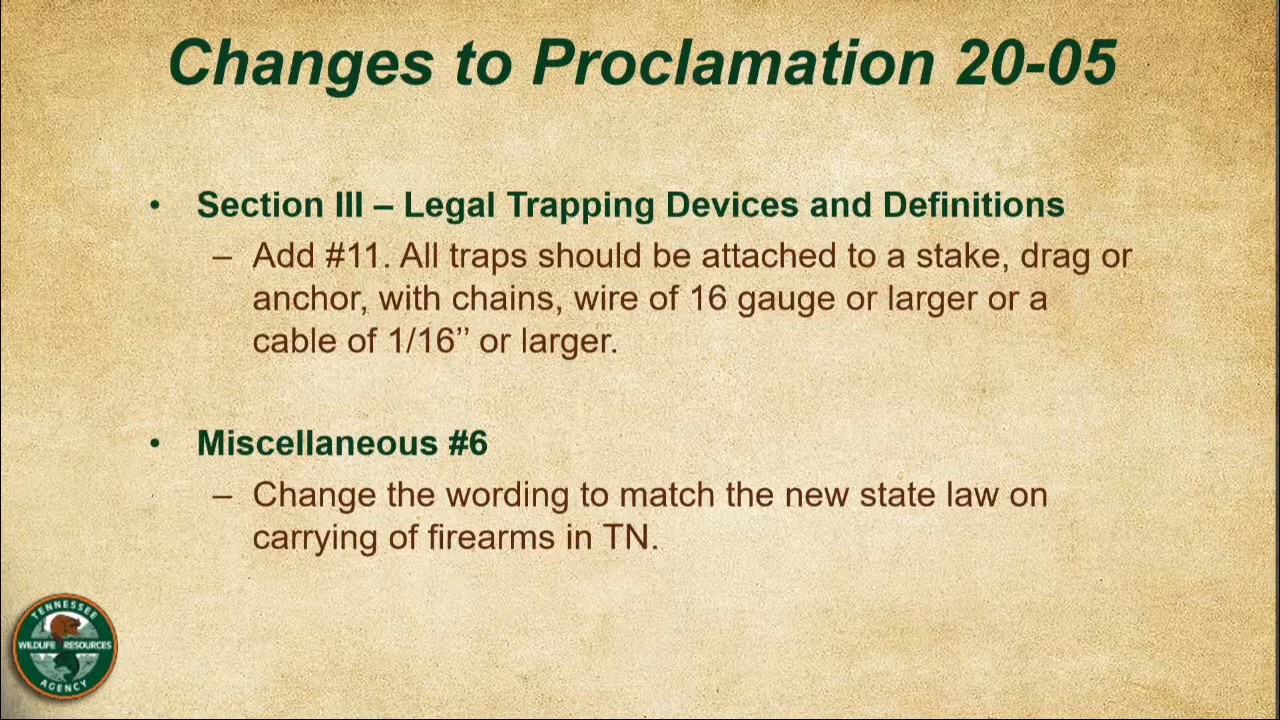 Changes to Proclamation 20-05
• Section III – Legal Trapping Devices and Definitions
– Add #11. All traps should be attached to a stake, drag or
anchor, with chains, wire of 16 gauge or larger or a
cable of 1/16’’ or larger.
• Miscellaneous #6
– Change the wording to match the new state law on
carrying of firearms in TN.
TENNESSEE
WILDLIFE RESOURCES
AGENCY